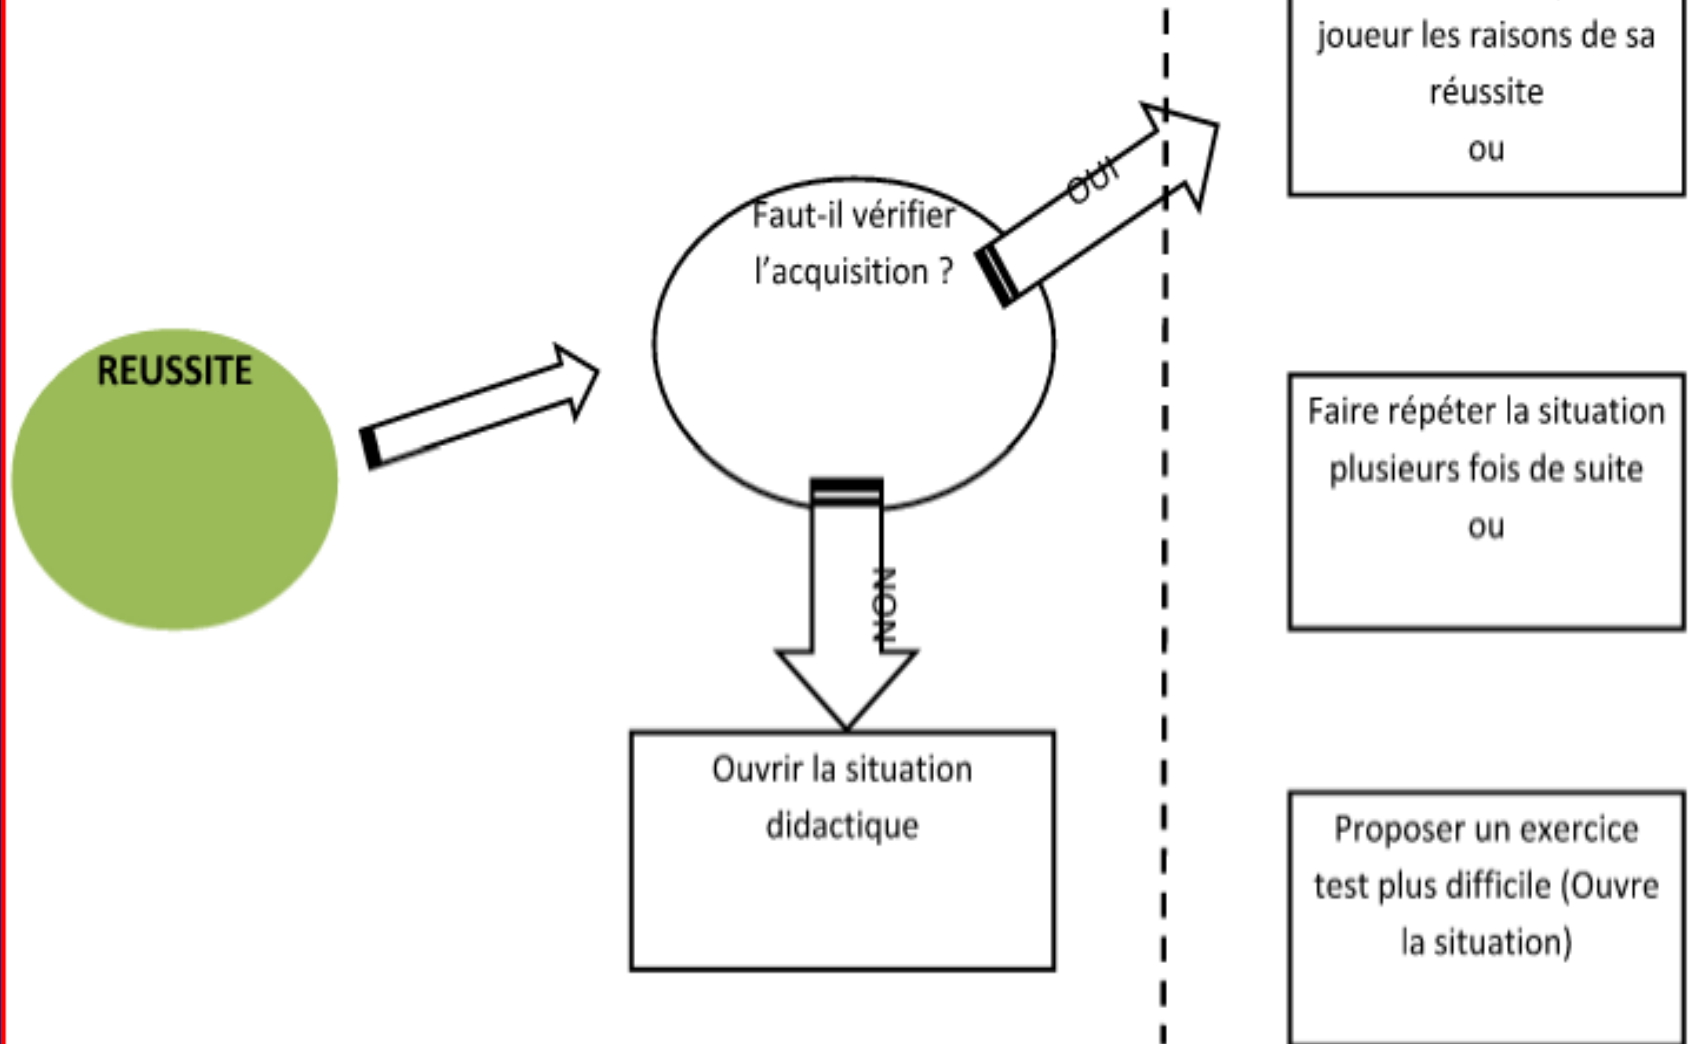 REUSSITE
Faut-il vérifier
l’acquisition ?
OUI
NON
Ouvrir la situation
didactique
joueur les raisons de sa
réussite
ou
Faire répéter la situation
plusieurs fois de suite
ou
Proposer un exercice
test plus difficile (Ouvre
la situation)